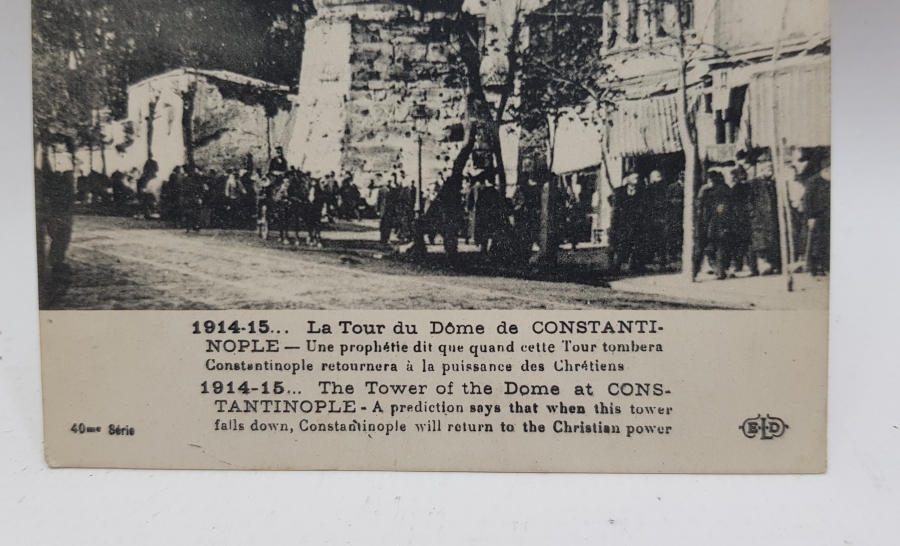 1914-15... La Tour du Dôme de CONSTANTI-
NOPLE — Une prophétie dit que quand cette Tour tombera
Constantinople retournera à la puissance des Chrétiens
1914-15... The Tower of the Dome at CONS-
TANTINOPLE - A prediction says that when this tower
falls down, Constantinople will return to the Christian power
40me Série
ELD